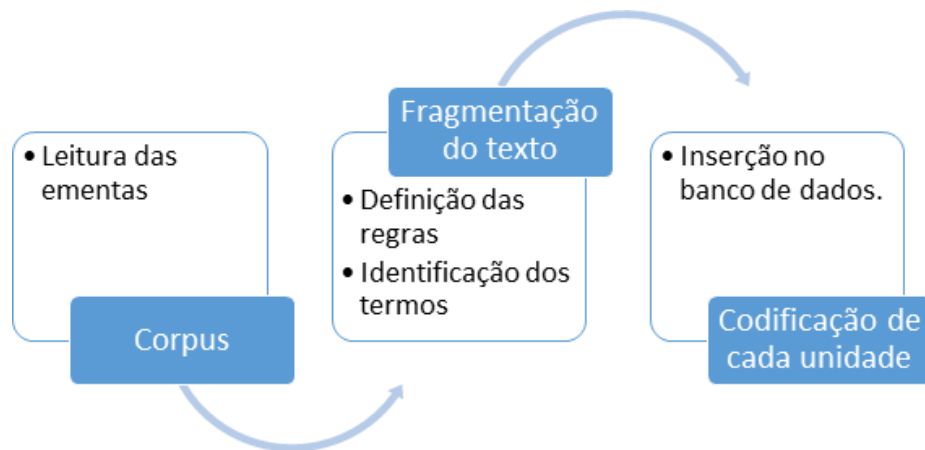 • Leitura das
ementas
Corpus
Fragmentação
do texto
• Definição das
regras
• Identificação dos
termos
• Inserção no
banco de dados.
Codificação de
cada unidade